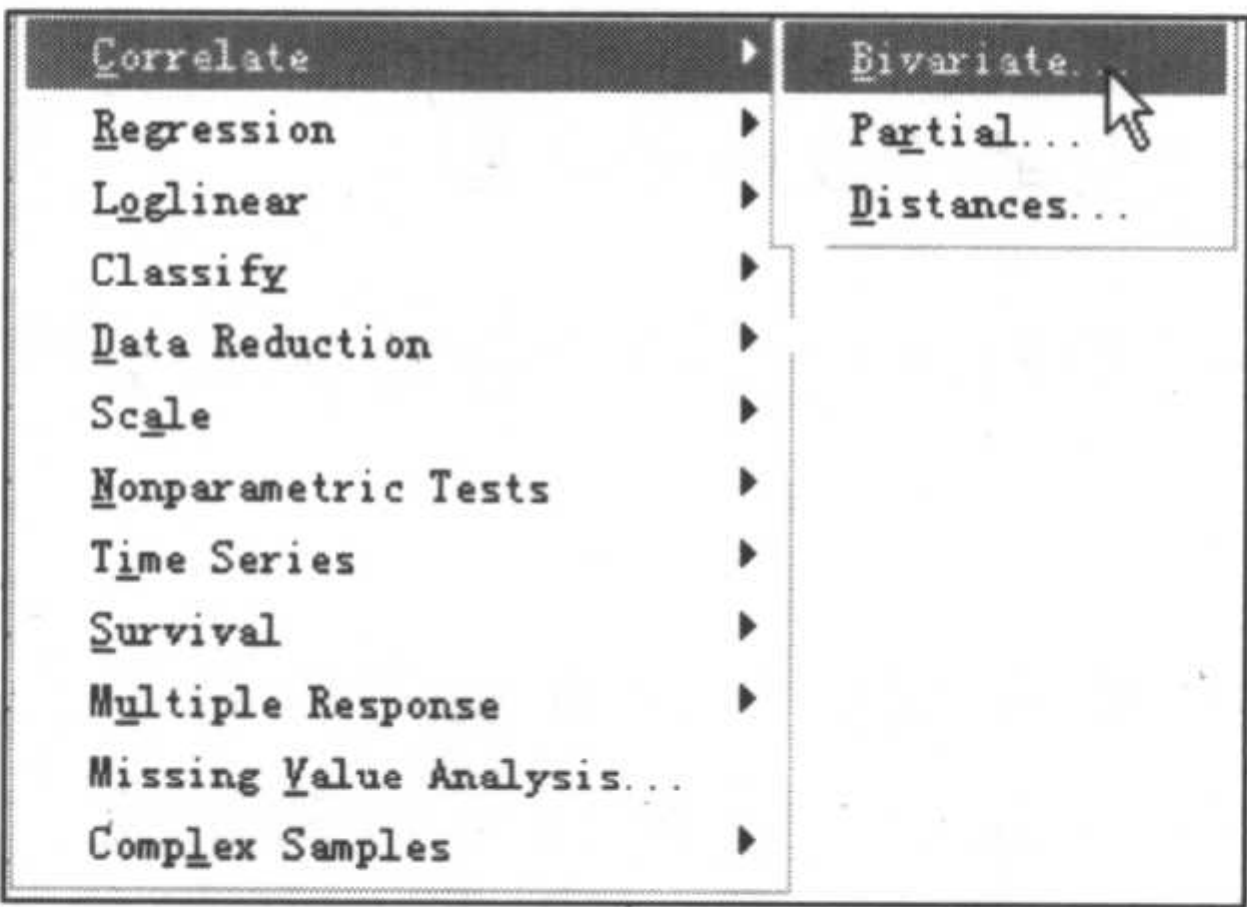 Correlate
Regression
Loglinear
Classify
Data Reduction
Scale
Nonparametric Tests
Time Series
Survival
Multiple Response
Missing Value Analysis...
Complex Samples
Bivariate...
Partial...
Distances...